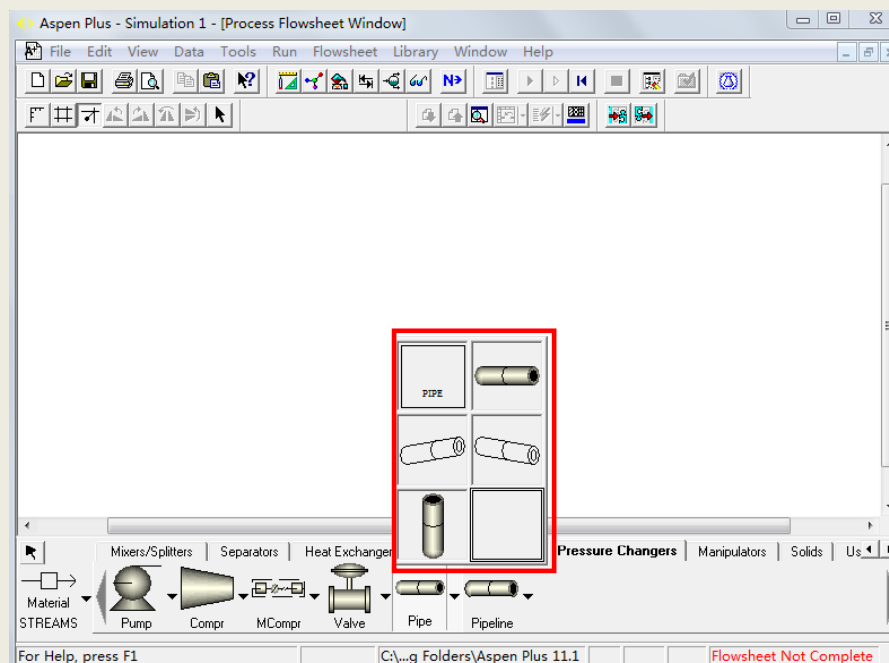 Aspen Plus - Simulation 1 - [Process Flowsheet Window]
File Edit View Data Tools Run Flowsheet Library Window Help
N>
PIPE
Mixers/Splitters Separators Heat Exchanger Pressure Changers Manipulators Solids Us
Material
STREAMS Pump Compr MCompr Valve Pipe Pipeline
For Help, press F1 C:\...g Folders\Aspen Plus 11.1 Flowsheet Not Complete